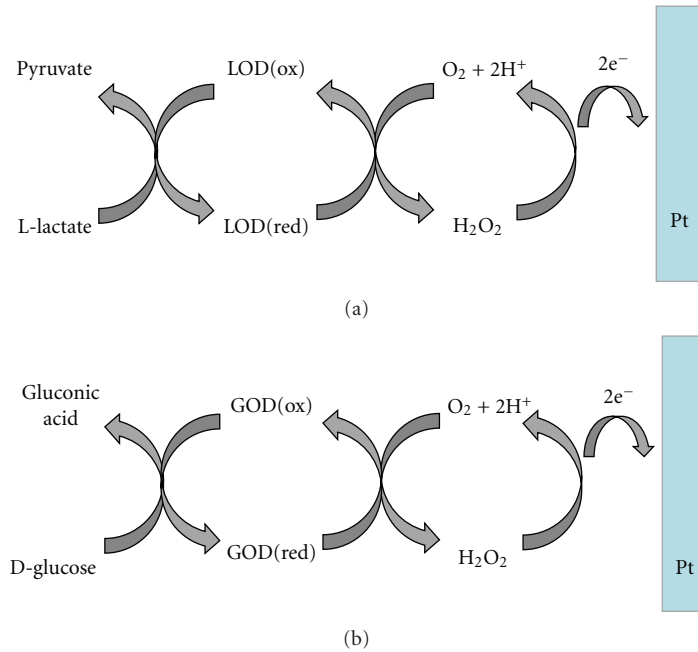 Pyruvate
LOD(ox)
O₂ + 2H⁺
2e⁻
L-lactate
LOD(red)
H₂O₂
Pt
(a)
Gluconic
acid
GOD(ox)
O₂ + 2H⁺
2e⁻
D-glucose
GOD(red)
H₂O₂
Pt
(b)